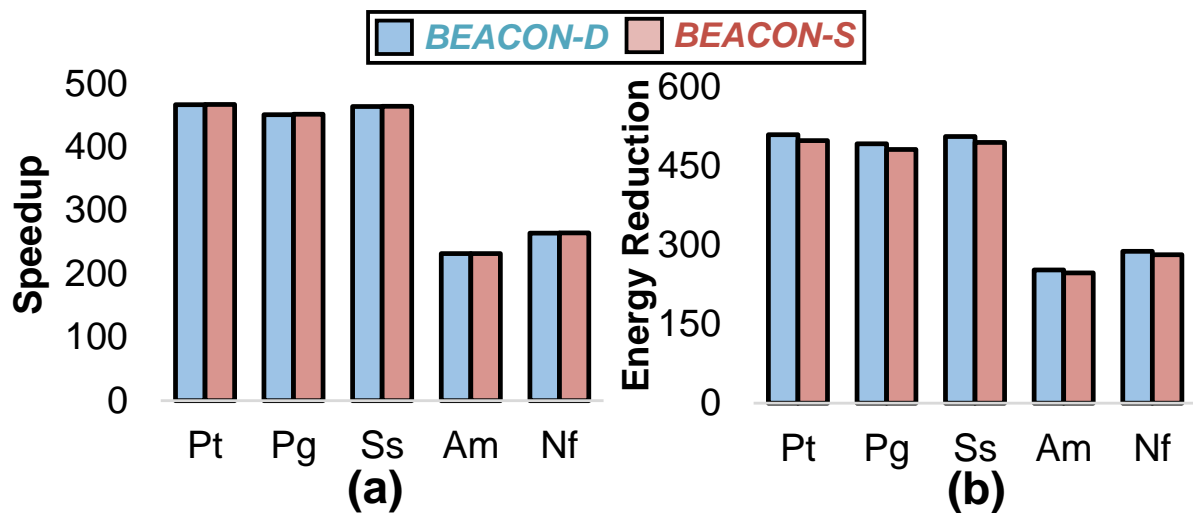 BEACON-D BEACON-S
Speedup
500
400
300
200
100
0
Pt Pg Ss Am Nf
(a)
Energy Reduction
600
450
300
150
0
Pt Pg Ss Am Nf
(b)